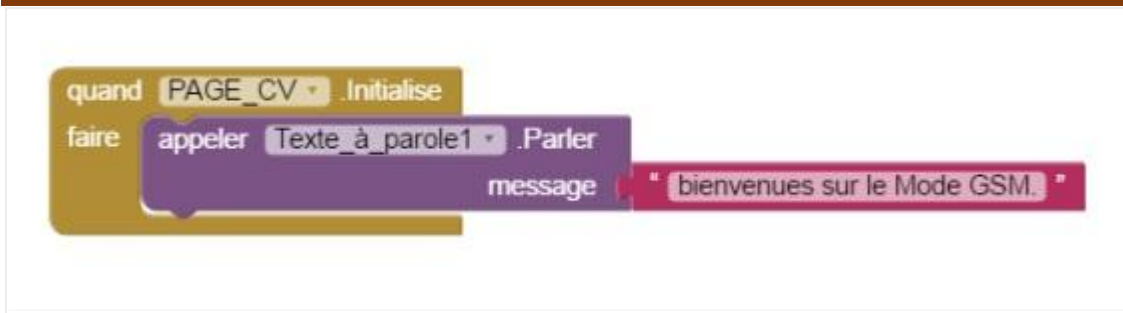 quand PAGE_CV .Initialise
faire appeler Texte_à_parole1 .Parler
message " bienvenues sur le Mode GSM. "